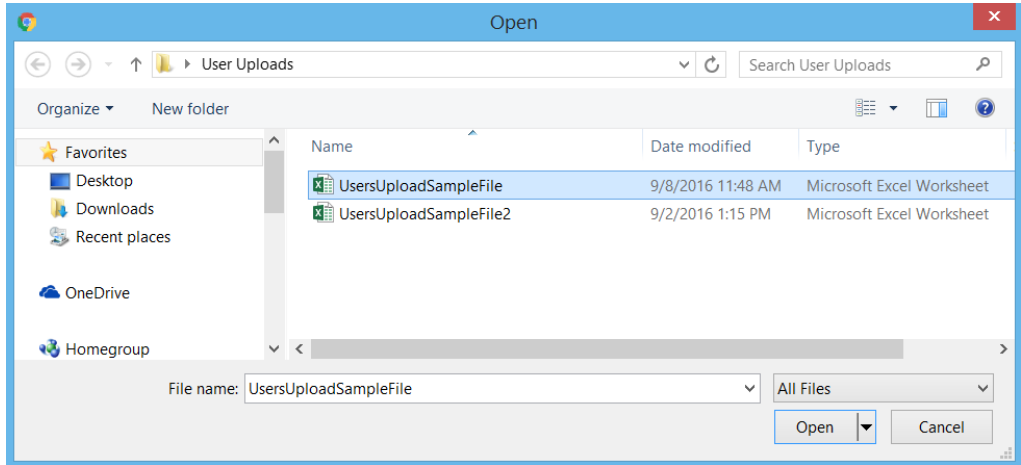 Open
User Uploads
Search User Uploads
Organize
New folder
Favorites
Desktop
Downloads
Recent places
OneDrive
Homegroup
Name Date modified Type
UsersUploadSampleFile 9/8/2016 11:48 AM Microsoft Excel Worksheet
UsersUploadSampleFile2 9/2/2016 1:15 PM Microsoft Excel Worksheet
File name: UsersUploadSampleFile All Files
Open Cancel